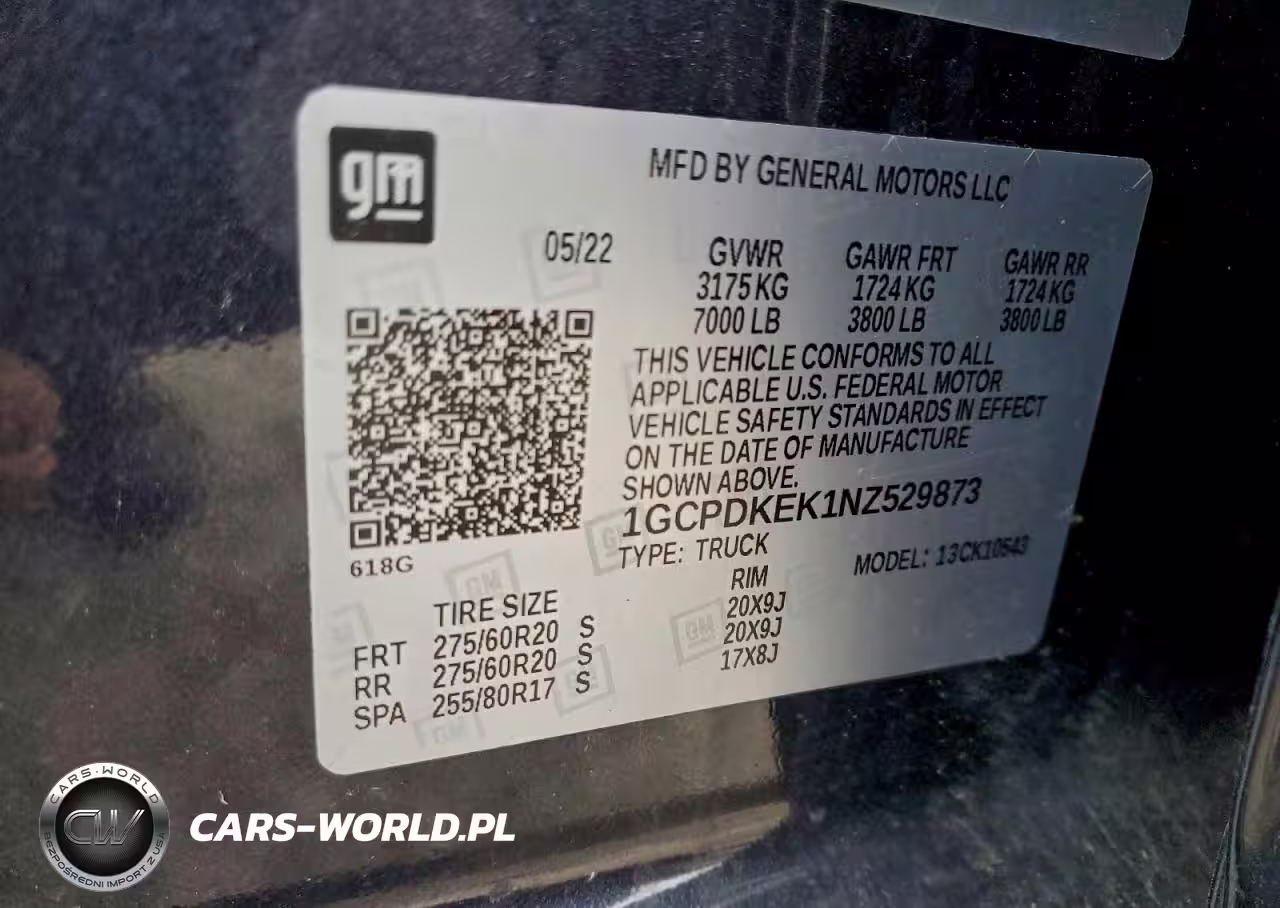 gm
MFD BY GENERAL MOTORS LLC
05/22
GVWR GAWR FRT GAWR RR
3175 KG 1724 KG 1724 KG
7000 LB 3800 LB 3800 LB
THIS VEHICLE CONFORMS TO ALL
APPLICABLE U.S. FEDERAL MOTOR
VEHICLE SAFETY STANDARDS IN EFFECT
ON THE DATE OF MANUFACTURE
SHOWN ABOVE.
1GCPDKEK1NZ529873
618G
TYPE: TRUCK MODEL: 13CK10543
TIRE SIZE RIM
FRT 275/60R20 S 20X9J
RR 275/60R20 S 20X9J
SPA 255/80R17 S 17X8J
CARS-WORLD
CW
BEZPOŚREDNI IMPORT Z USA
CARS-WORLD.PL